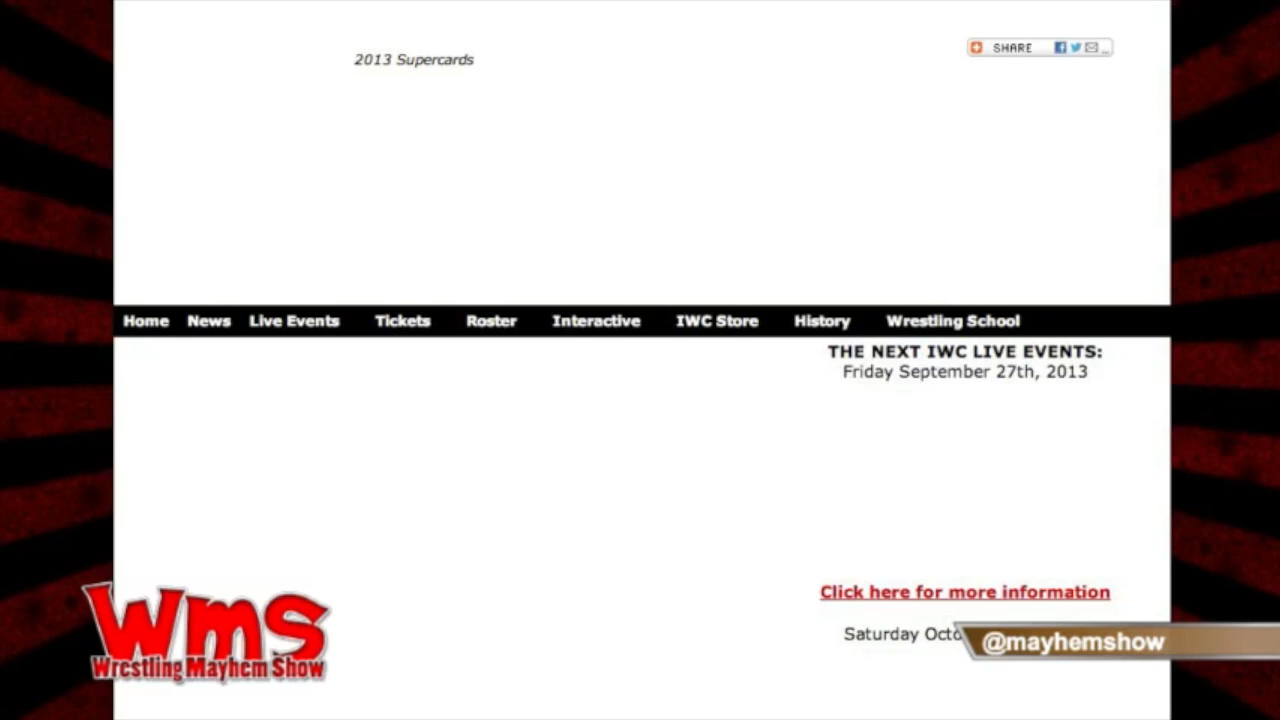 2013 Supercards
SHARE
Home News Live Events Tickets Roster Interactive IWC Store History Wrestling School
THE NEXT IWC LIVE EVENTS:
Friday September 27th, 2013
Click here for more information
Saturday Octo
@mayhemshow
wms
Wrestling Mayhem Show